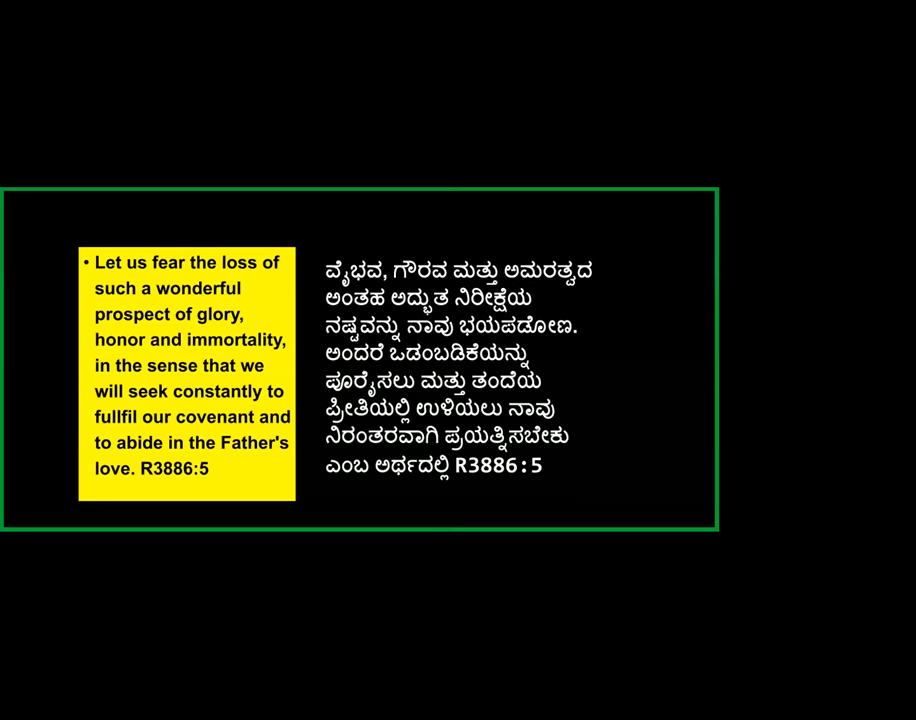 • Let us fear the loss of
such a wonderful
prospect of glory,
honor and immortality,
in the sense that we
will seek constantly to
fullfil our covenant and
to abide in the Father's
love. R3886:5
ವೈಭವ, ಗೌರವ ಮತ್ತು ಅಮರತ್ವದ
ಅಂತಹ ಅದ್ಭುತ ನಿರೀಕ್ಷೆಯ
ನಷ್ಟವನ್ನು ನಾವು ಭಯಪಡೋಣ.
ಅಂದರೆ ಒಡಂಬಡಿಕೆಯನ್ನು
ಪೂರೈಸಲು ಮತ್ತು ತಂದೆಯ
ಪ್ರೀತಿಯಲ್ಲಿ ಉಳಿಯಲು ನಾವು
ನಿರಂತರವಾಗಿ ಪ್ರಯತ್ನಿಸಬೇಕು
ಎಂಬ ಅರ್ಥದಲ್ಲಿ R3886:5